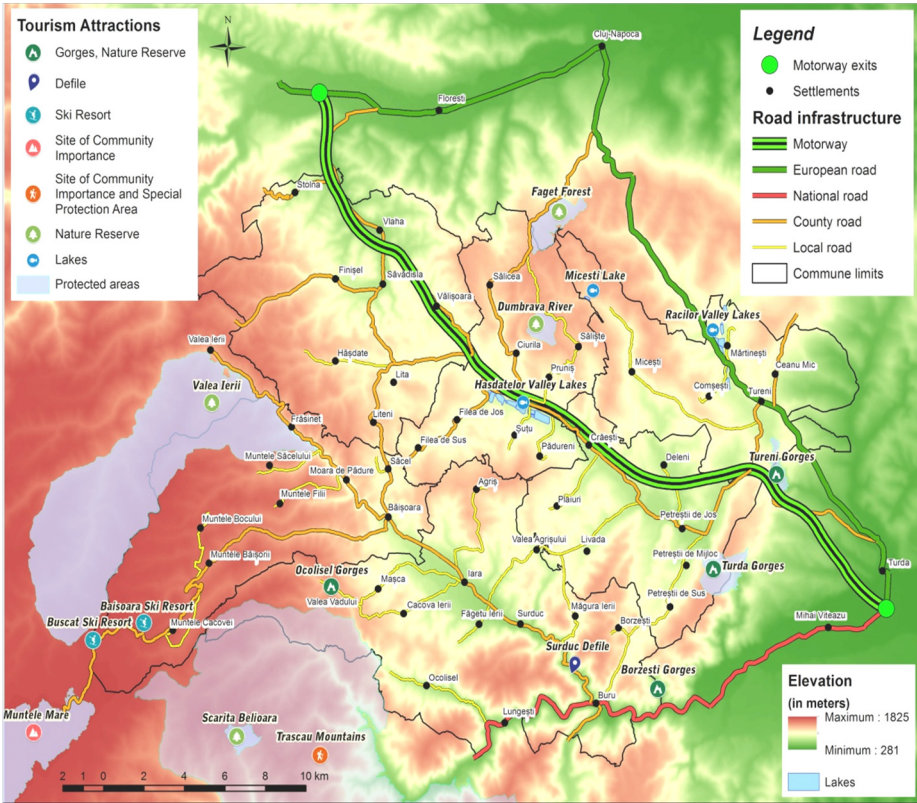 Tourism Attractions
Gorges, Nature Reserve
Defile
Ski Resort
Site of Community
Importance
Site of Community
Importance and Special
Protection Area
Nature Reserve
Lakes
Protected areas
N
Legend
Motorway exits
Settlements
Road infrastructure
Motorway
European road
National road
County road
Local road
Commune limits
Cluj-Napoca
Florești
Stolna
Faget Forest
Vlaha
Finișel
Săvădisla
Sălicea
Micesti Lake
Vălișoara
Dumbrava River
Racilor Valley Lakes
Valea Ierii
Hășdate
Ciurila
Săliște
Mărtinești
Lita
Pruniș
Micești
Ceanu Mic
Valea Ierii
Hasdatelor Valley Lakes
Comșești
Tureni
Frăsinet
Liteni
Filea de Jos
Filea de Sus
Șuțu
Pădureni
Crăești
Muntele Săcelului
Săcel
Deleni
Tureni Gorges
Moara de Pădure
Agriș
Muntele Filii
Plăiuri
Muntele Bocului
Băișoara
Petreștii de Jos
Valea Agrișului
Livada
Muntele Băișorii
Petreștii de Mijloc
Turda
Ocolisel Gorges
Turda Gorges
Mașca
Iara
Valea Vadului
Cacova Ierii
Petreștii de Sus
Baisoara Ski Resort
Făgetu Ierii
Surduc
Măgura Ierii
Buscat Ski Resort
Muntele Cacovei
Borzești
Mihai Viteazu
Surduc Defile
Ocolisel
Borzesti Gorges
Buru
Muntele Mare
Scarita Belioara
Lungești
Trascau Mountains
2 1 0 2 4 6 8 10 km
Elevation
(in meters)
Maximum : 1825
Minimum : 281
Lakes